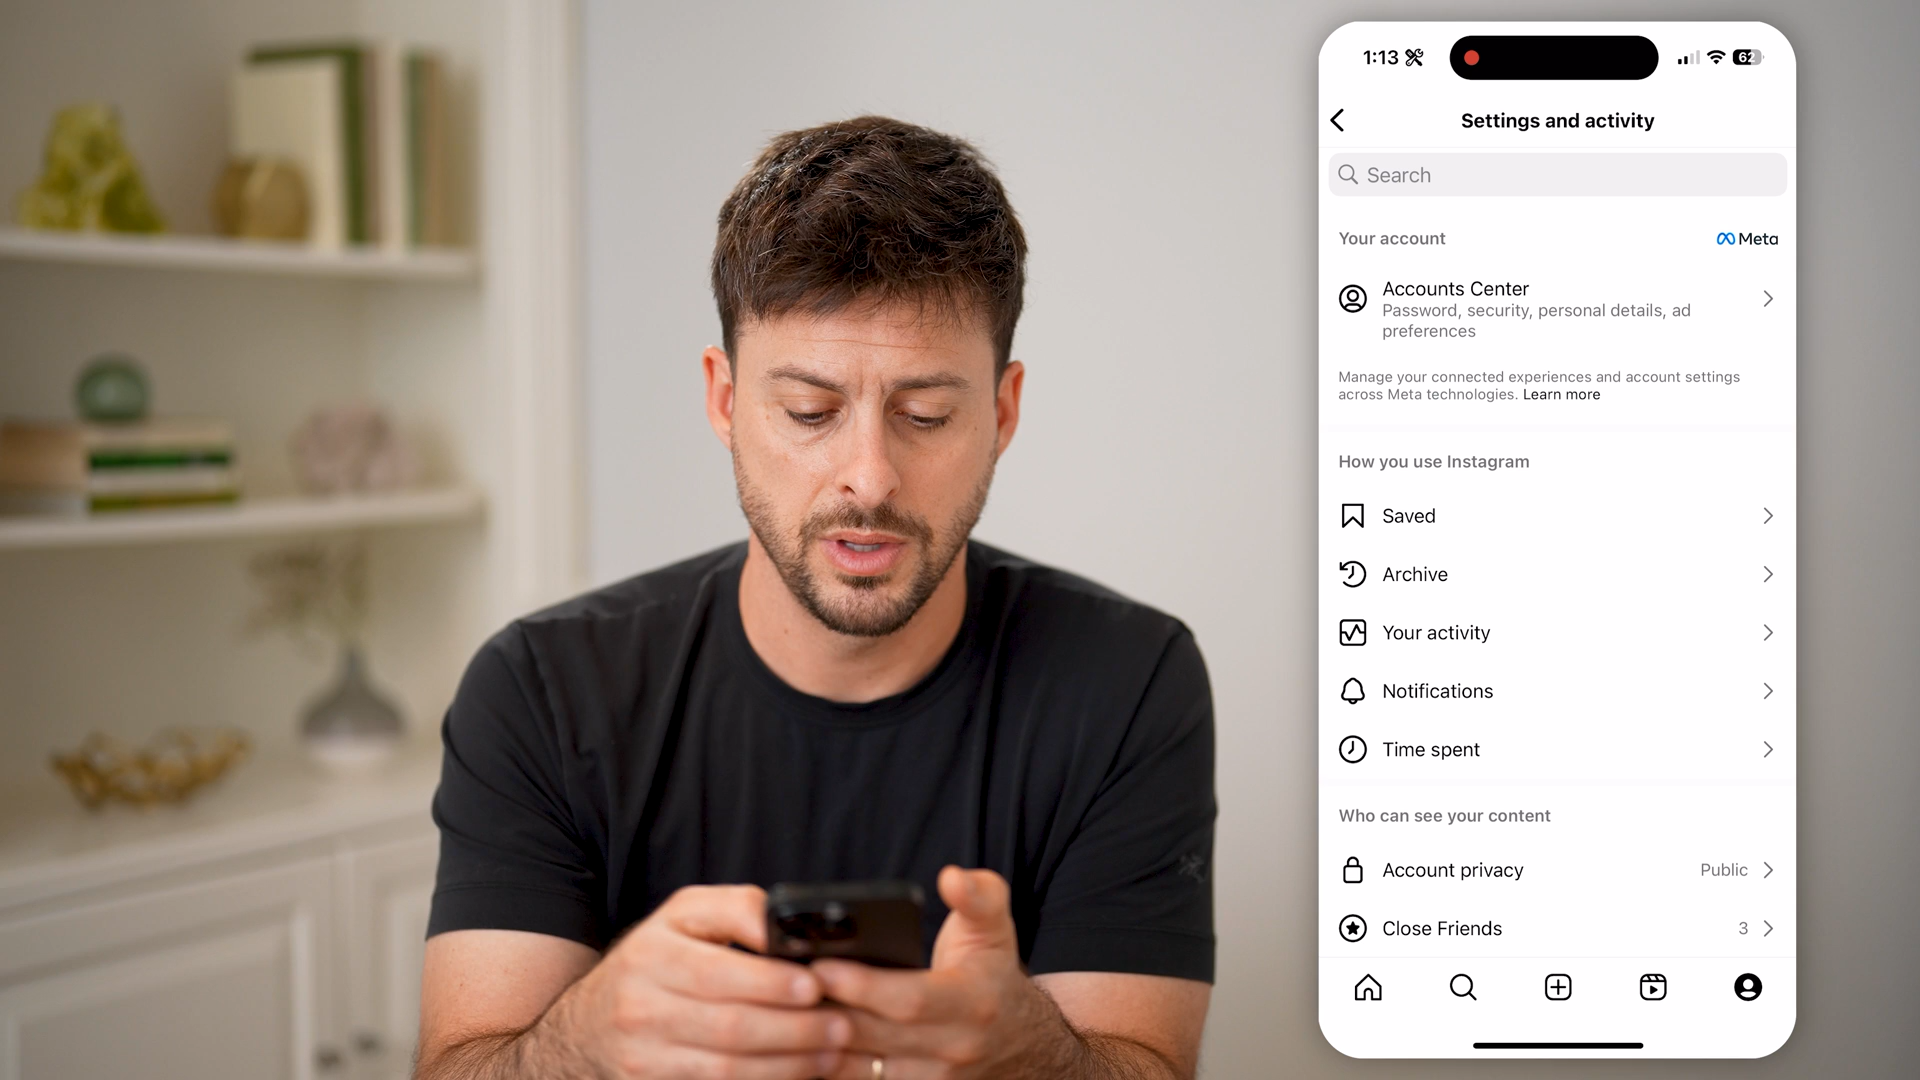 1:13
62
Settings and activity
Search
Your account
Meta
Accounts Center
Password, security, personal details, ad
preferences
Manage your connected experiences and account settings
across Meta technologies. Learn more
How you use Instagram
Saved
Archive
Your activity
Notifications
Time spent
Who can see your content
Account privacy
Public
Close Friends
3